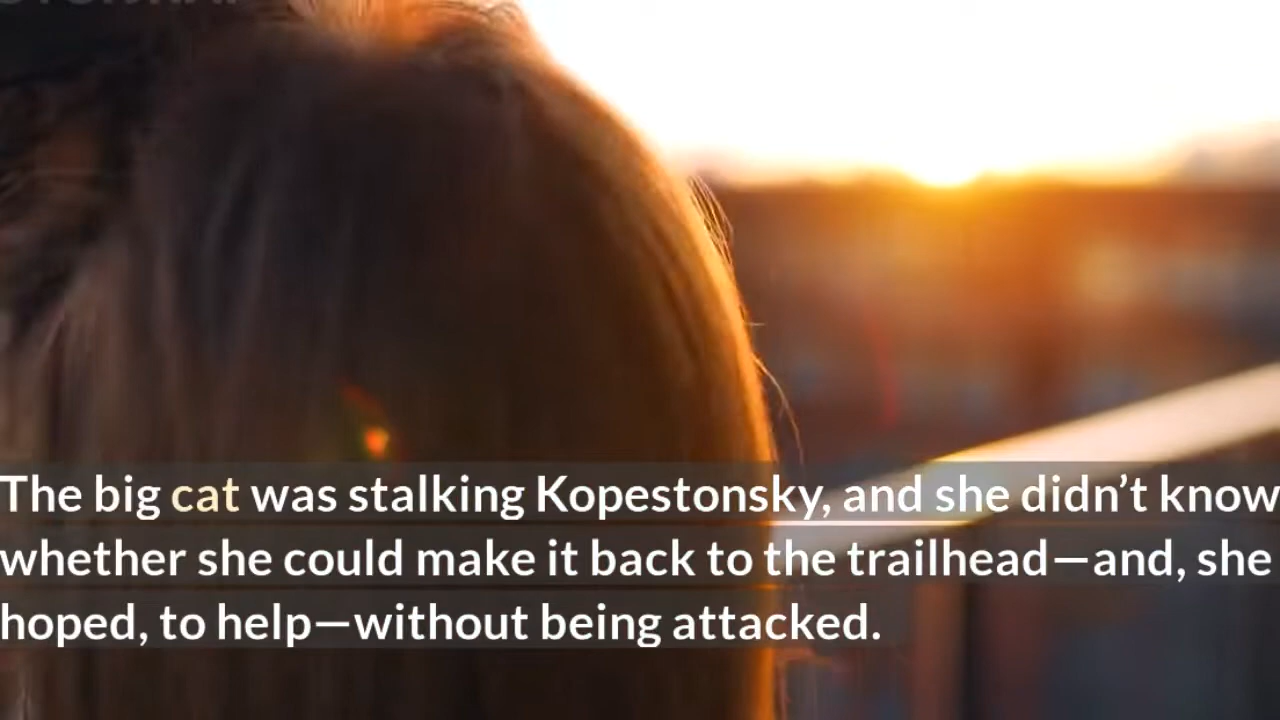 The big cat was stalking Kopestonsky, and she didn’t know
whether she could make it back to the trailhead—and, she
hoped, to help—without being attacked.